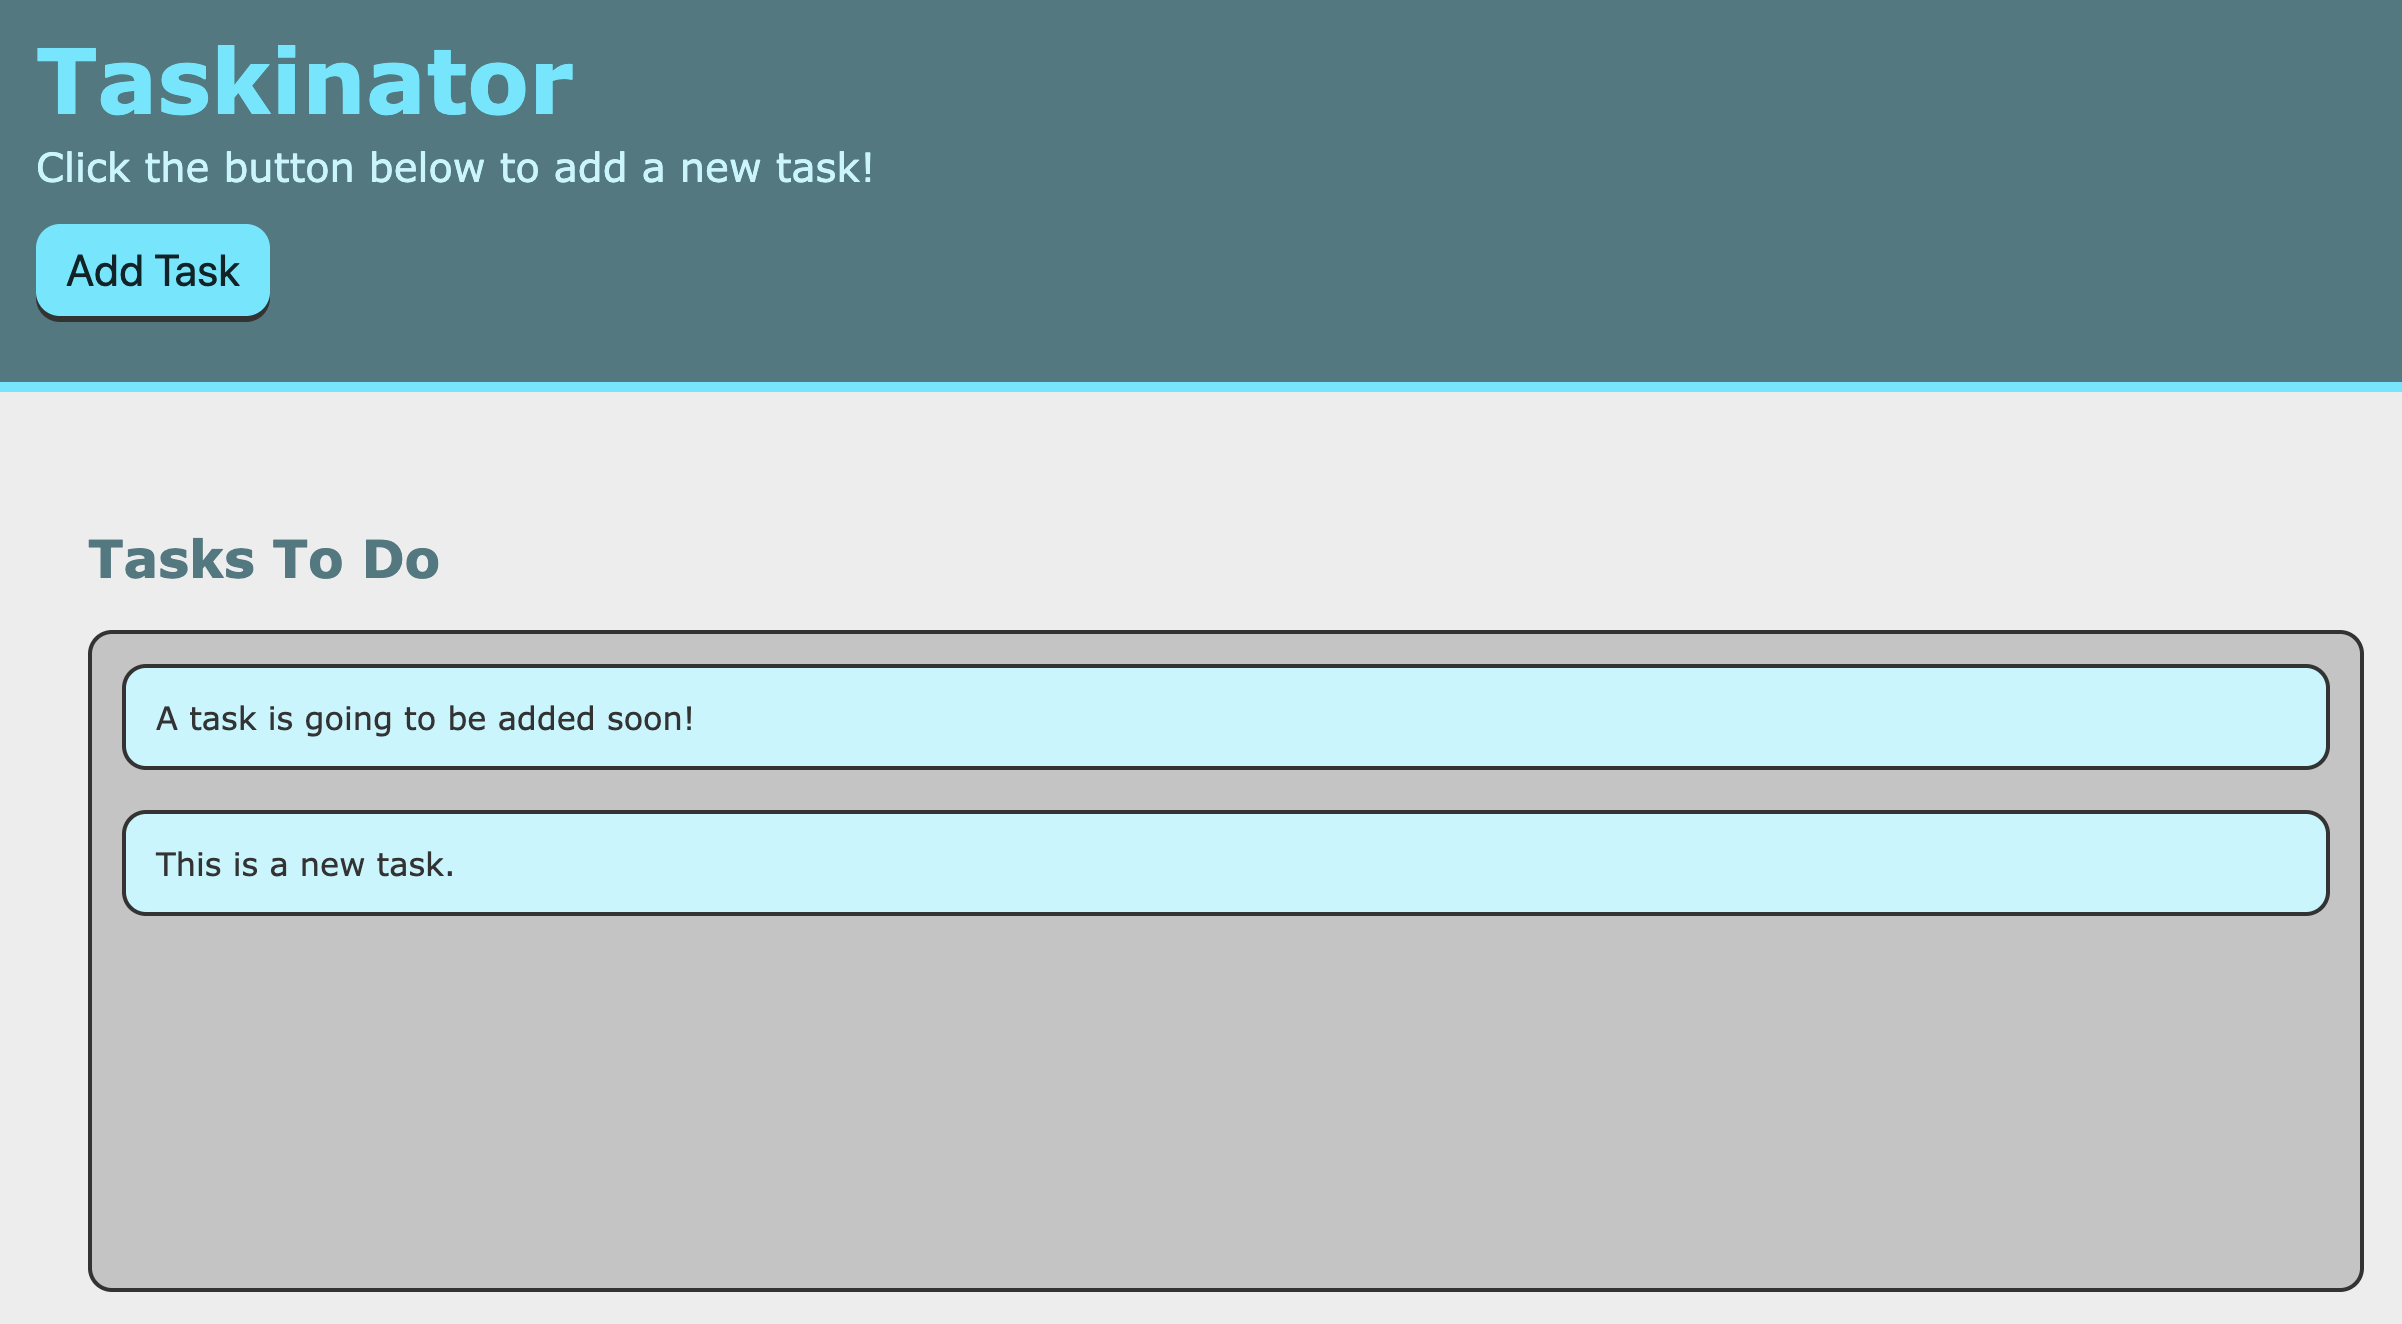 Taskinator
Click the button below to add a new task!
Add Task
Tasks To Do
A task is going to be added soon!
This is a new task.